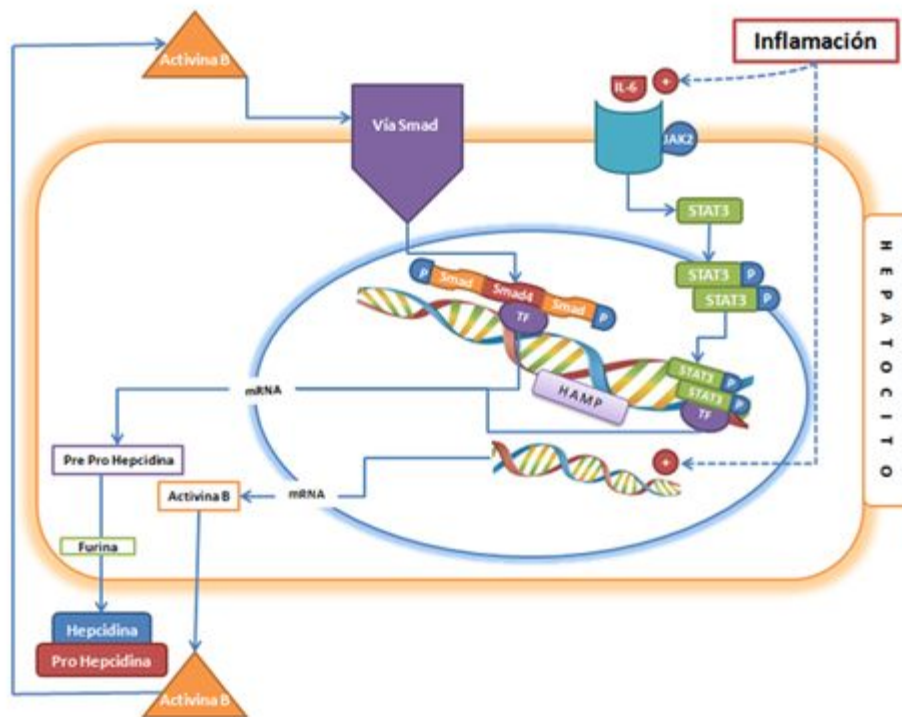 Activina B
Inflamación
IL-6
+
Vía Smad
JAK2
STAT3
HEPATOCITO
P
Smad
Smad4
Smad
P
TF
STAT3
P
STAT3
P
STAT3
P
STAT3
P
TF
HAMP
mRNA
Pre Pro Hepcidina
+
mRNA
Activina B
Furina
Hepcidina
Pro Hepcidina
Activina B